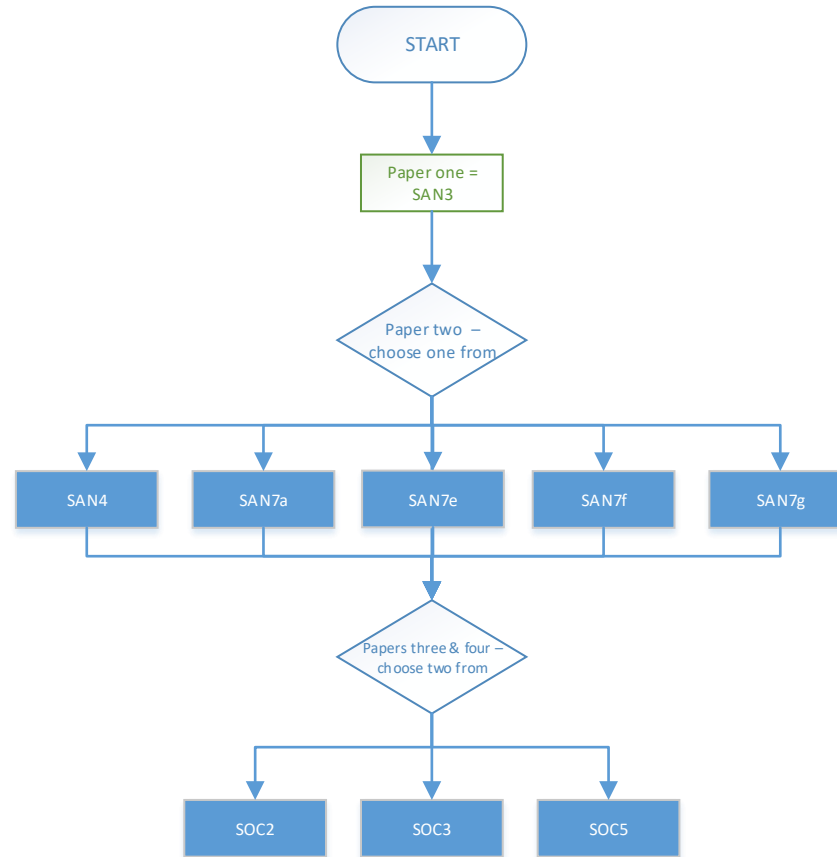 START
Paper one =
SAN3
Paper two –
choose one from
SAN4
SAN7a
SAN7e
SAN7f
SAN7g
Papers three & four –
choose two from
SOC2
SOC3
SOC5